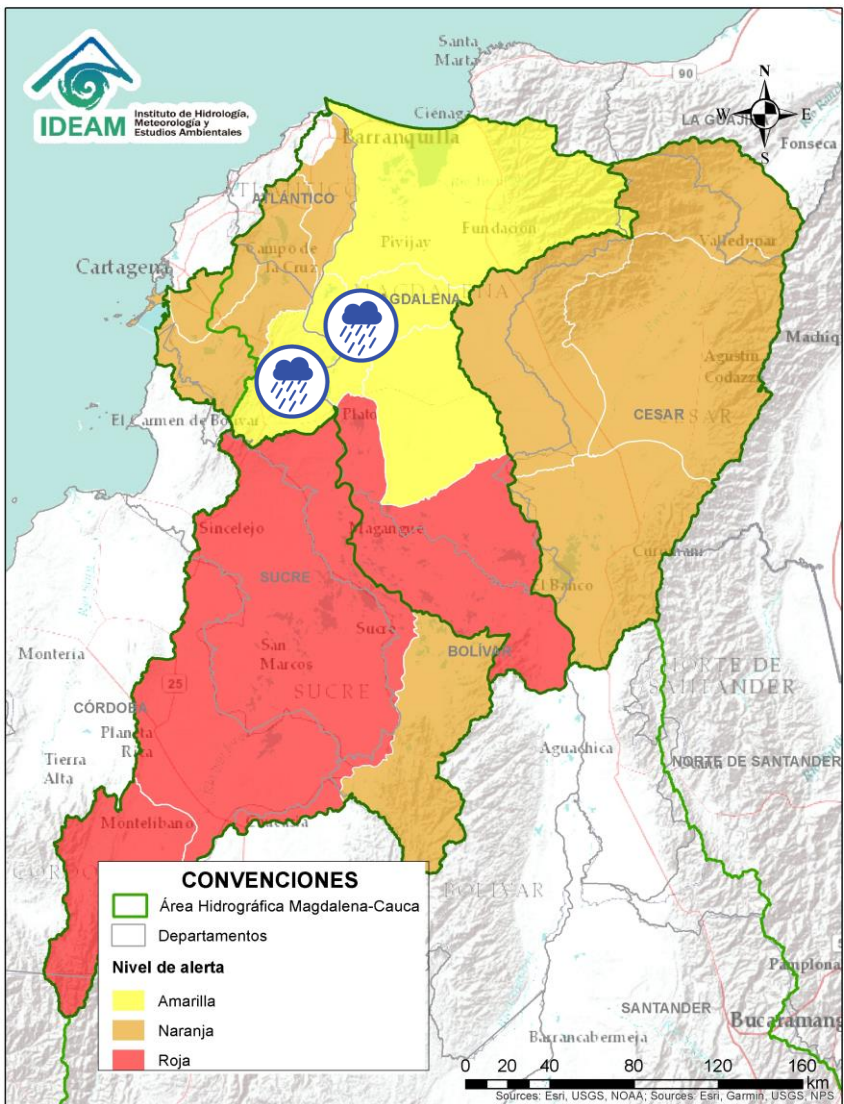 IDEAM
Instituto de Hidrología,
Meteorología y
Estudios Ambientales
Santa
Marta
90
N
W
E
S
Ciénaga
LA GUAJI
Fonseca
Barranquilla
ATLÁNTICO
Pivijay
Fundación
Valledupar
Cartagena
Campo de
la Cruz
MAGDALENA
Machiq
Agustín
Codazzi
El Carmen de Bolívar
Plato
CESAR
Sincelejo
Magangué
SUCRE
El Banco
Sucre
Montería
San
Marcos
BOLÍVAR
SUCRE
NORTE DE
SANTANDER
25
CÓRDOBA
Planeta
Rica
Tierra
Alta
Aguachica
NORTE DE SANTANDER
Montelíbano
BOLÍVAR
CONVENCIONES
Área Hidrográfica Magdalena-Cauca
Departamentos
Nivel de alerta
Amarilla
Naranja
Roja
Pamplona
SANTANDER
Bucaramang
Barrancabermeja
0 20 40 80 120 160
km
Sources: Esri, USGS, NOAA; Sources: Esri, Garmin, USGS, NPS